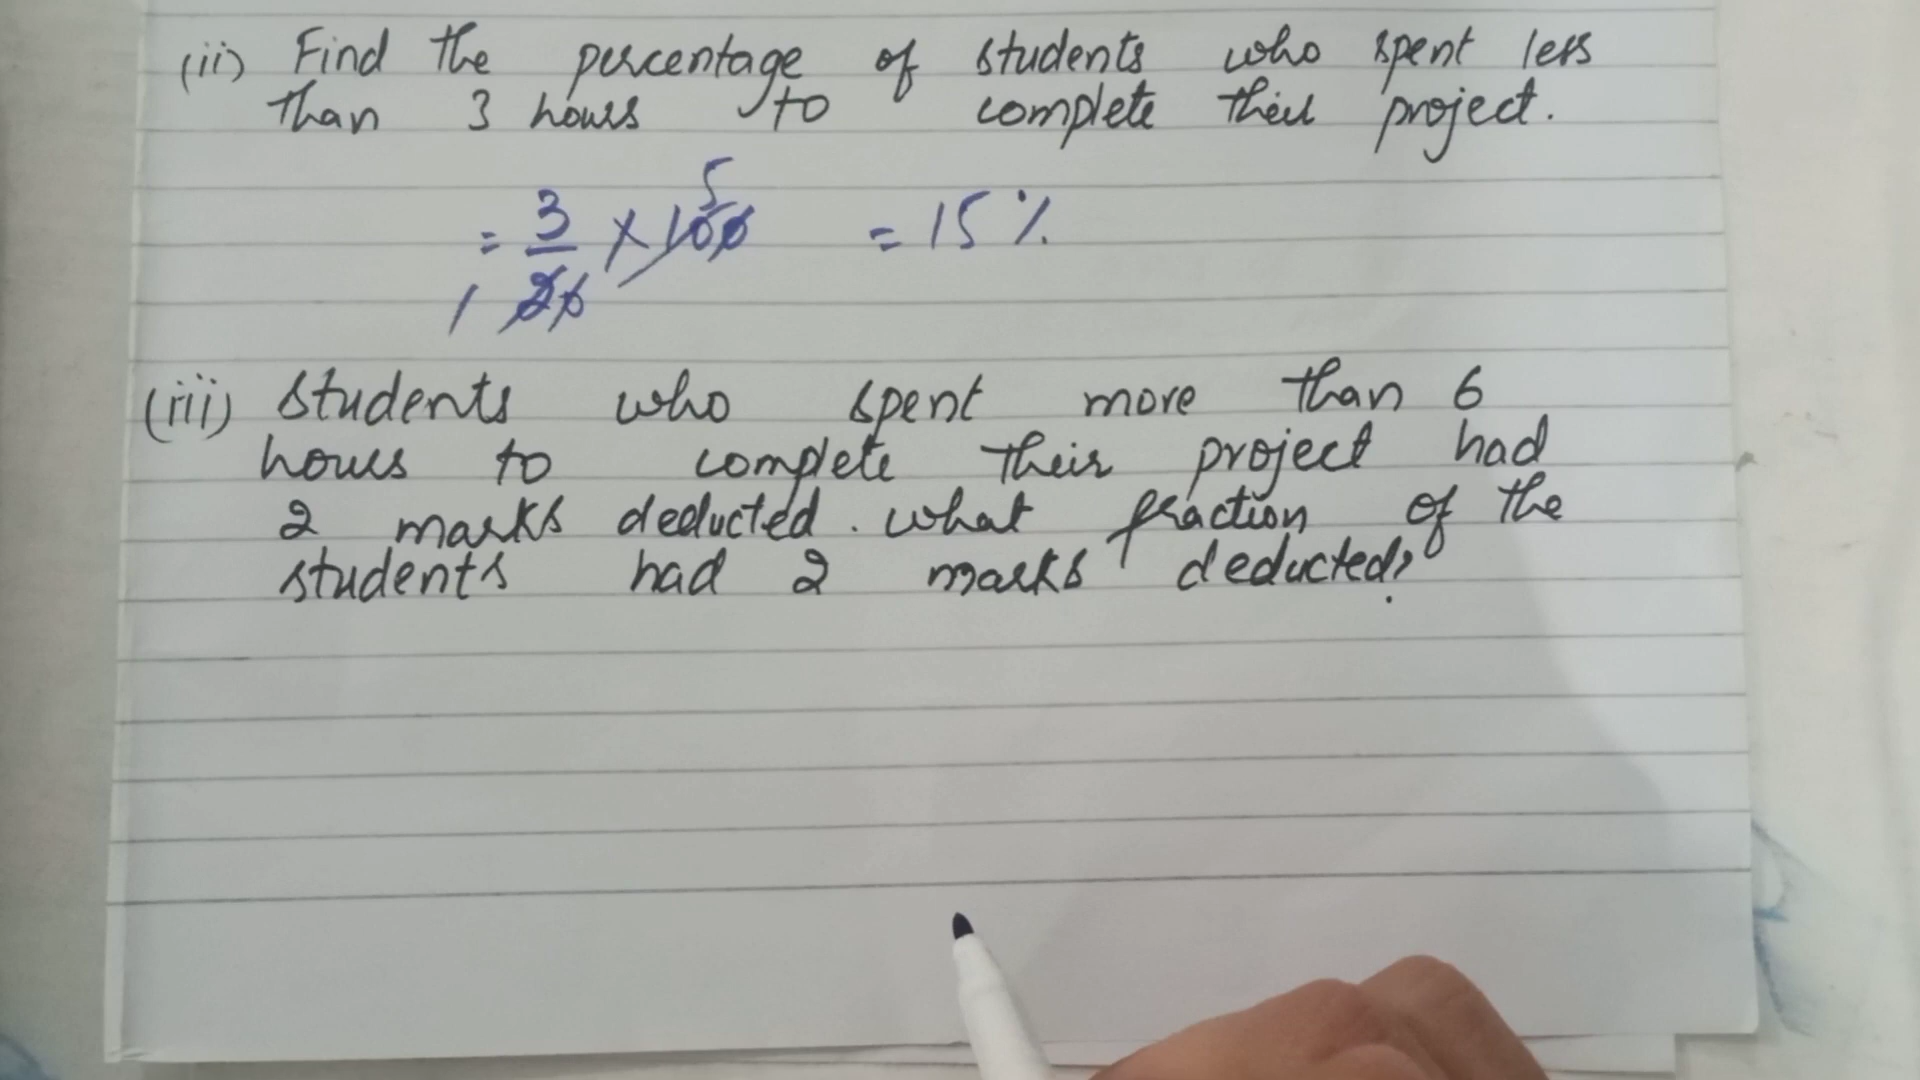 (ii) Find the percentage of students who spent less
than 3 hours to complete their project.
= 3/20 × 100 5 = 15 %
1
(iii) Students who spent more than 6
hours to complete their project had
2 marks deducted. what fraction of the
students had 2 marks deducted?